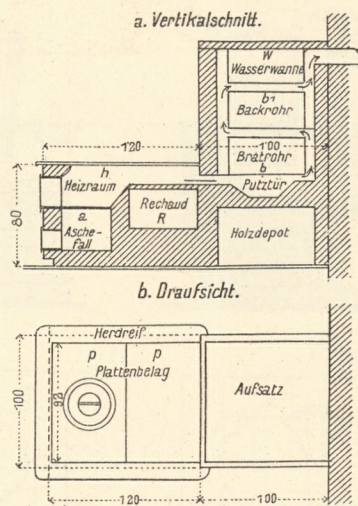 a. Vertikalschnitt.
W
Wasserwanne
b1
Backrohr
120
100
Bratrohr
b
h
Heizraum
Putztür
80
a
Asche-
fall
Rechaud
R
Holzdepot
b. Draufsicht.
Herdreif
p p
Plattenbelag
100
92
Aufsatz
120
100